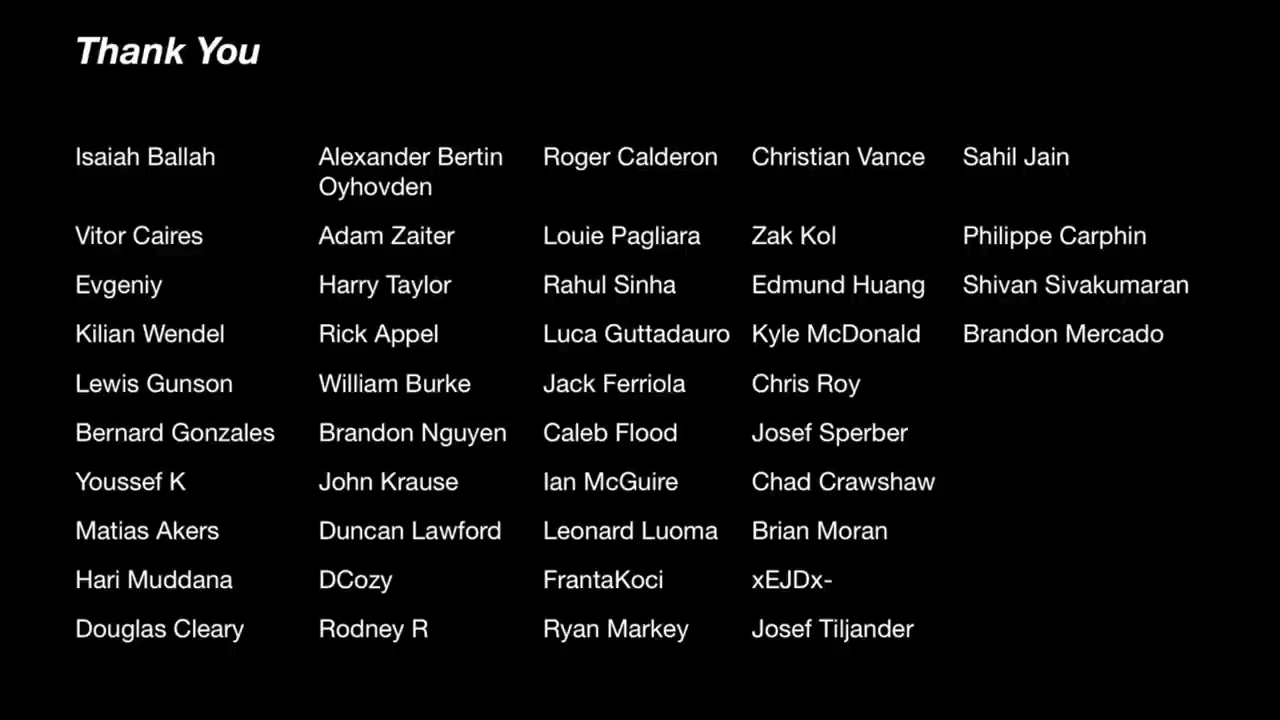 Thank You
Isaiah Ballah
Alexander Bertin
Oyhovden
Roger Calderon
Christian Vance
Sahil Jain
Vitor Caires
Adam Zaiter
Louie Pagliara
Zak Kol
Philippe Carphin
Evgeniy
Harry Taylor
Rahul Sinha
Edmund Huang
Shivan Sivakumaran
Kilian Wendel
Rick Appel
Luca Guttadauro
Kyle McDonald
Brandon Mercado
Lewis Gunson
William Burke
Jack Ferriola
Chris Roy
Bernard Gonzales
Brandon Nguyen
Caleb Flood
Josef Sperber
Youssef K
John Krause
Ian McGuire
Chad Crawshaw
Matias Akers
Duncan Lawford
Leonard Luoma
Brian Moran
Hari Muddana
DCozy
FrantaKoci
xEJDx-
Douglas Cleary
Rodney R
Ryan Markey
Josef Tiljander